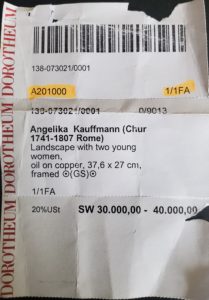 DOROTHEUM DOROTHEUM DOROTHEUM DOROTHEUM
138-073021/0001
A201000 1/1FA
138-073021/0001 0/9013
Angelika Kauffmann (Chur
1741-1807 Rome)
Landscape with two young
women,
oil on copper, 37,6 x 27 cm,
framed ⊙(GS)⊙
1/1FA
20%USt SW 30.000,00 - 40.000,00